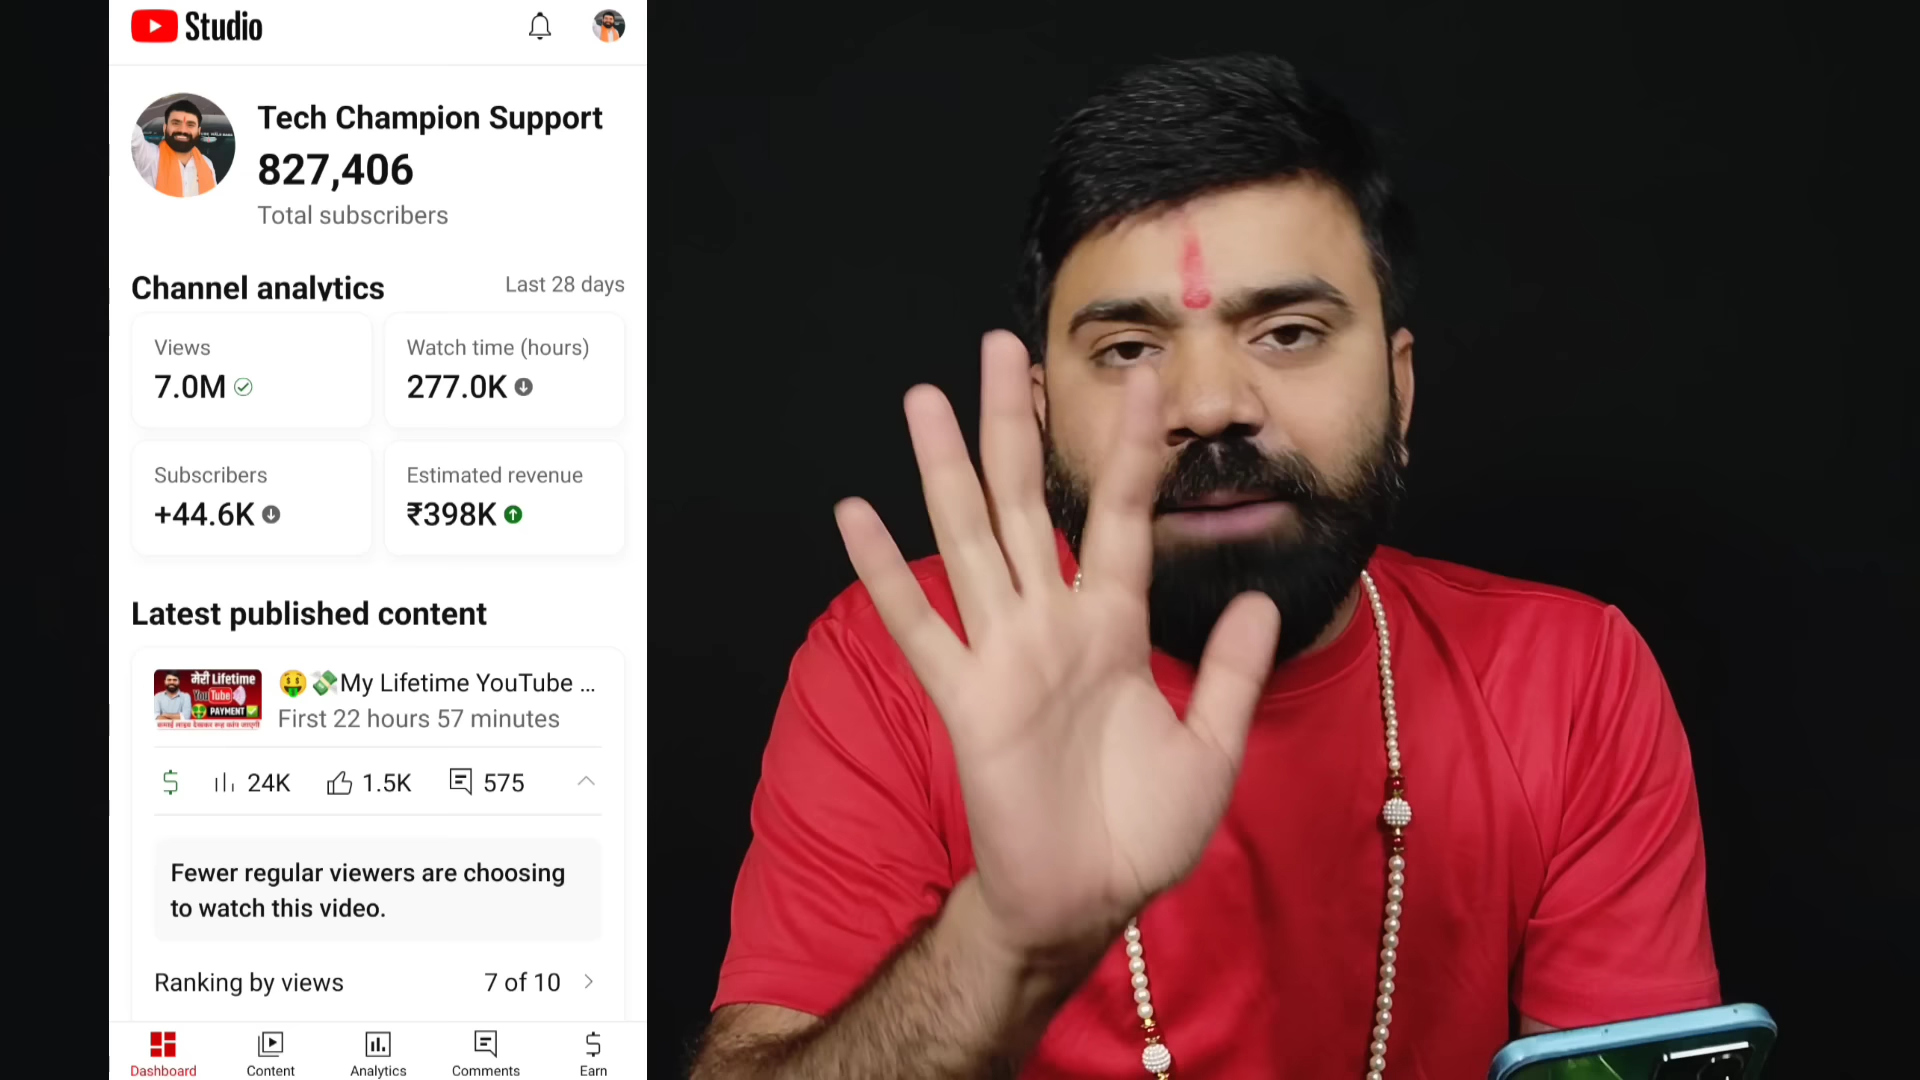 Studio
Tech Champion Support
827,406
Total subscribers
Channel analytics
Last 28 days
Views
7.0M
Watch time (hours)
277.0K
Subscribers
+44.6K
Estimated revenue
₹398K
Latest published content
मेरी Lifetime
YouTube
PAYMENT
🤑💸My Lifetime YouTube ...
First 22 hours 57 minutes
24K
1.5K
575
Fewer regular viewers are choosing
to watch this video.
Ranking by views
7 of 10
Dashboard
Content
Analytics
Comments
Earn